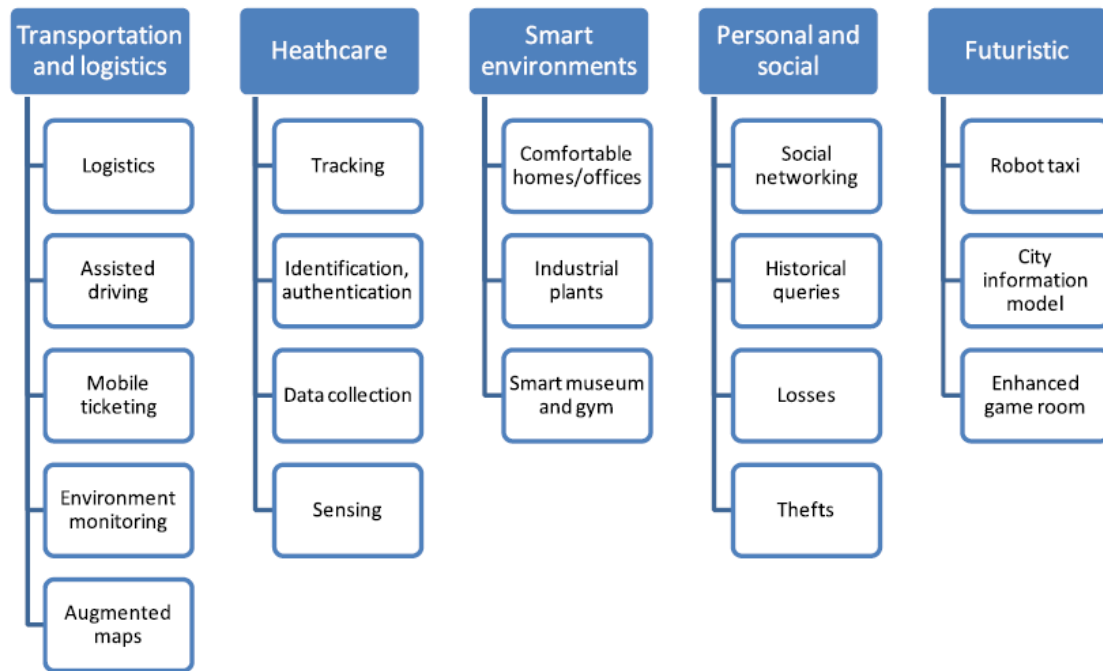 Transportation
and logistics
Logistics
Assisted
driving
Mobile
ticketing
Environment
monitoring
Augmented
maps
Heathcare
Tracking
Identification,
authentication
Data collection
Sensing
Smart
environments
Comfortable
homes/offices
Industrial
plants
Smart museum
and gym
Personal and
social
Social
networking
Historical
queries
Losses
Thefts
Futuristic
Robot taxi
City
information
model
Enhanced
game room